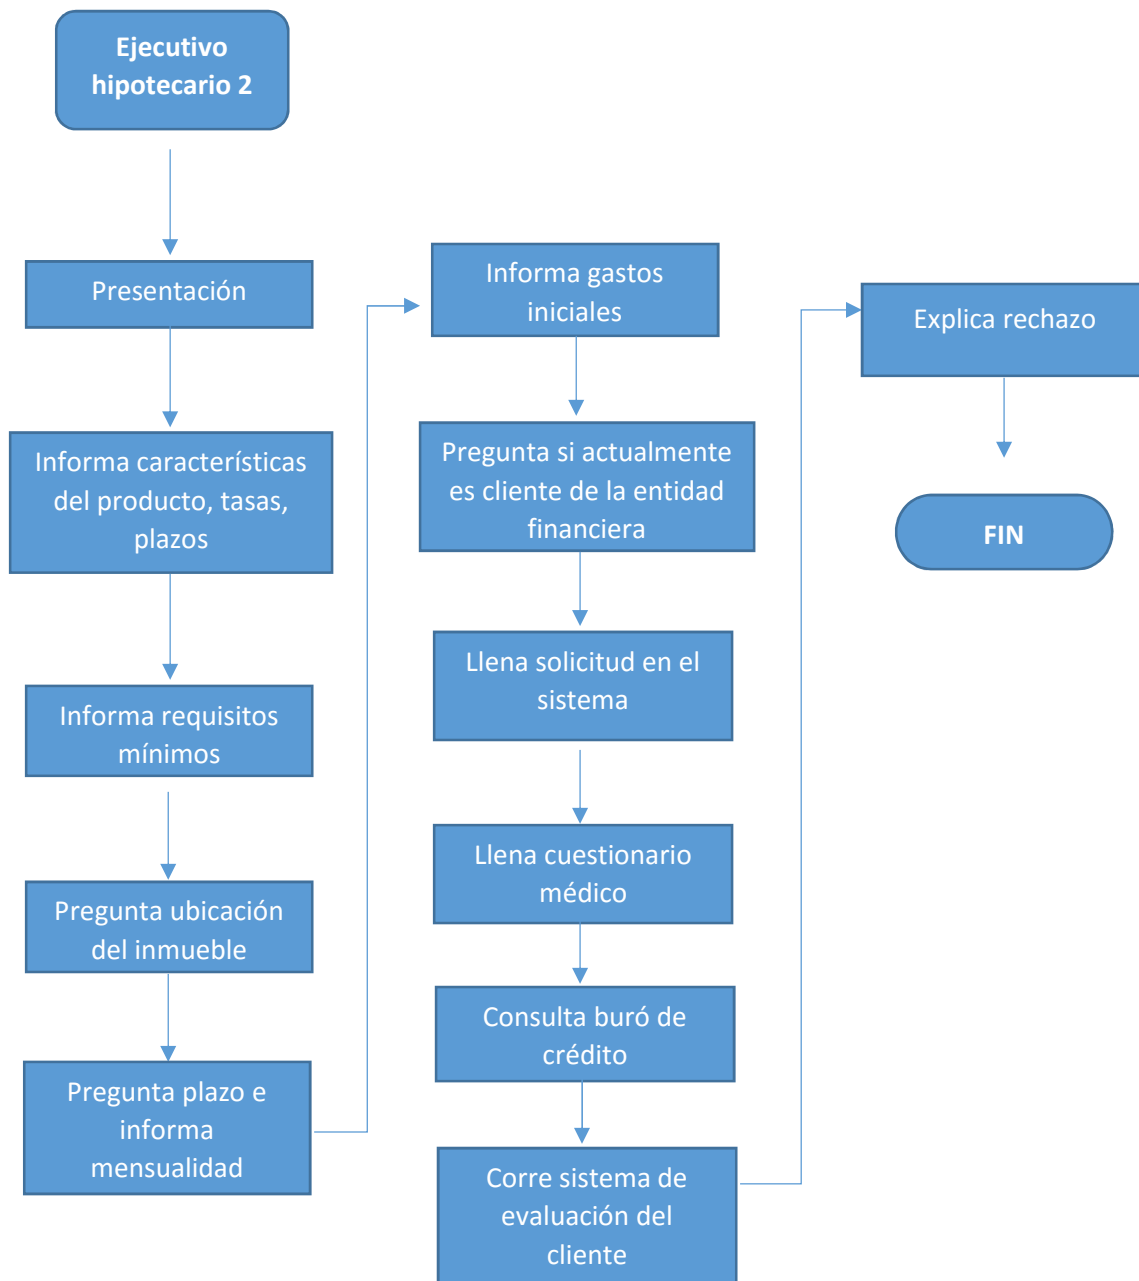 Ejecutivo
hipotecario 2
Presentación
Informa características
del producto, tasas,
plazos
Informa requisitos
mínimos
Pregunta ubicación
del inmueble
Pregunta plazo e
informa
mensualidad
Informa gastos
iniciales
Pregunta si actualmente
es cliente de la entidad
financiera
Llena solicitud en el
sistema
Llena cuestionario
médico
Consulta buró de
crédito
Corre sistema de
evaluación del
cliente
Explica rechazo
FIN